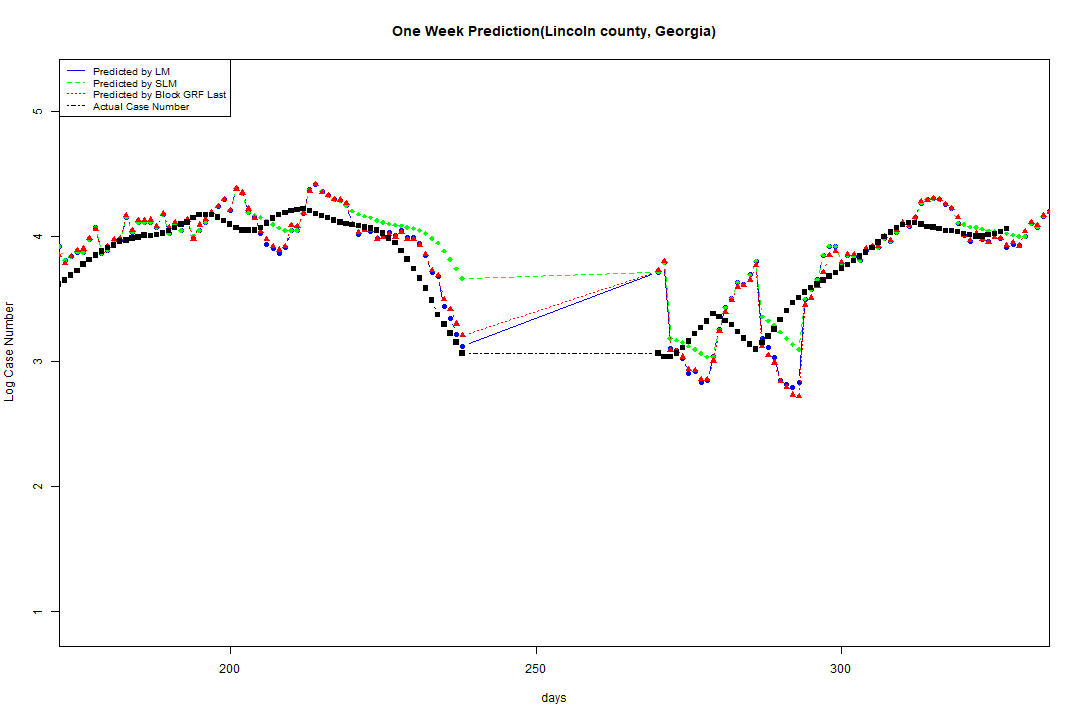 One Week Prediction(Lincoln county, Georgia)
Predicted by LM
Predicted by SLM
Predicted by Block GRF Last
Actual Case Number
5
4
3
2
1
Log Case Number
200 250 300
days